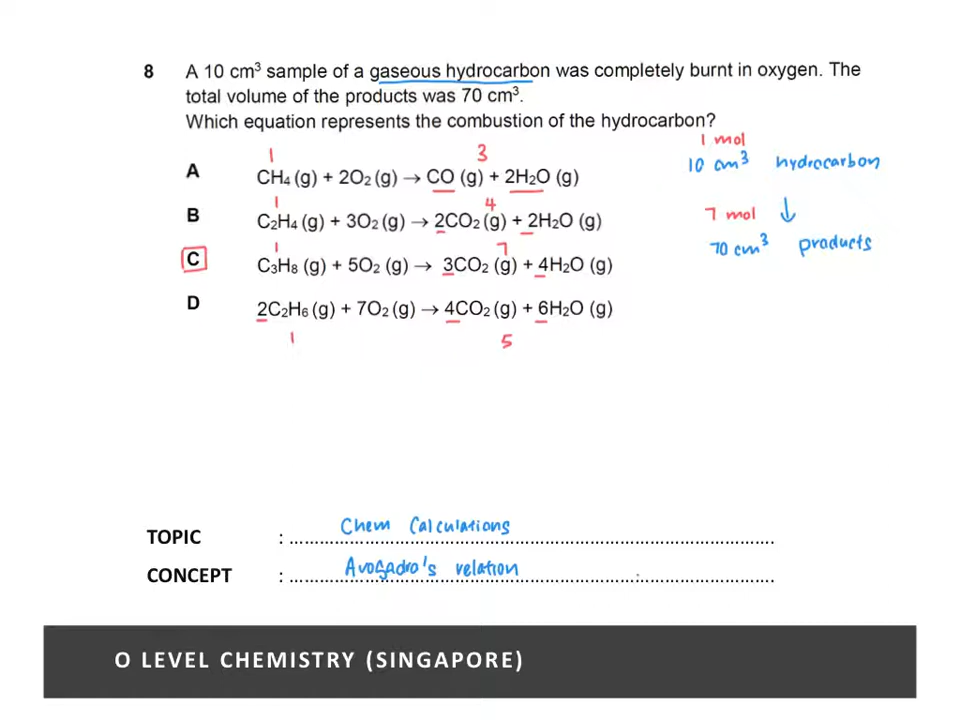 8 A 10 cm³ sample of a gaseous hydrocarbon was completely burnt in oxygen. The
total volume of the products was 70 cm³.
Which equation represents the combustion of the hydrocarbon?
1 mol
10 cm³ hydrocarbon
1 3
A CH₄ (g) + 2O₂ (g) → CO (g) + 2H₂O (g)
1 4
7 mol ↓
B C₂H₄ (g) + 3O₂ (g) → 2CO₂ (g) + 2H₂O (g)
70 cm³ products
1 7
C C₃H₈ (g) + 5O₂ (g) → 3CO₂ (g) + 4H₂O (g)
D 2C₂H₆ (g) + 7O₂ (g) → 4CO₂ (g) + 6H₂O (g)
1 5
TOPIC : Chem Calculations
CONCEPT : Avogadro's relation
O LEVEL CHEMISTRY (SINGAPORE)